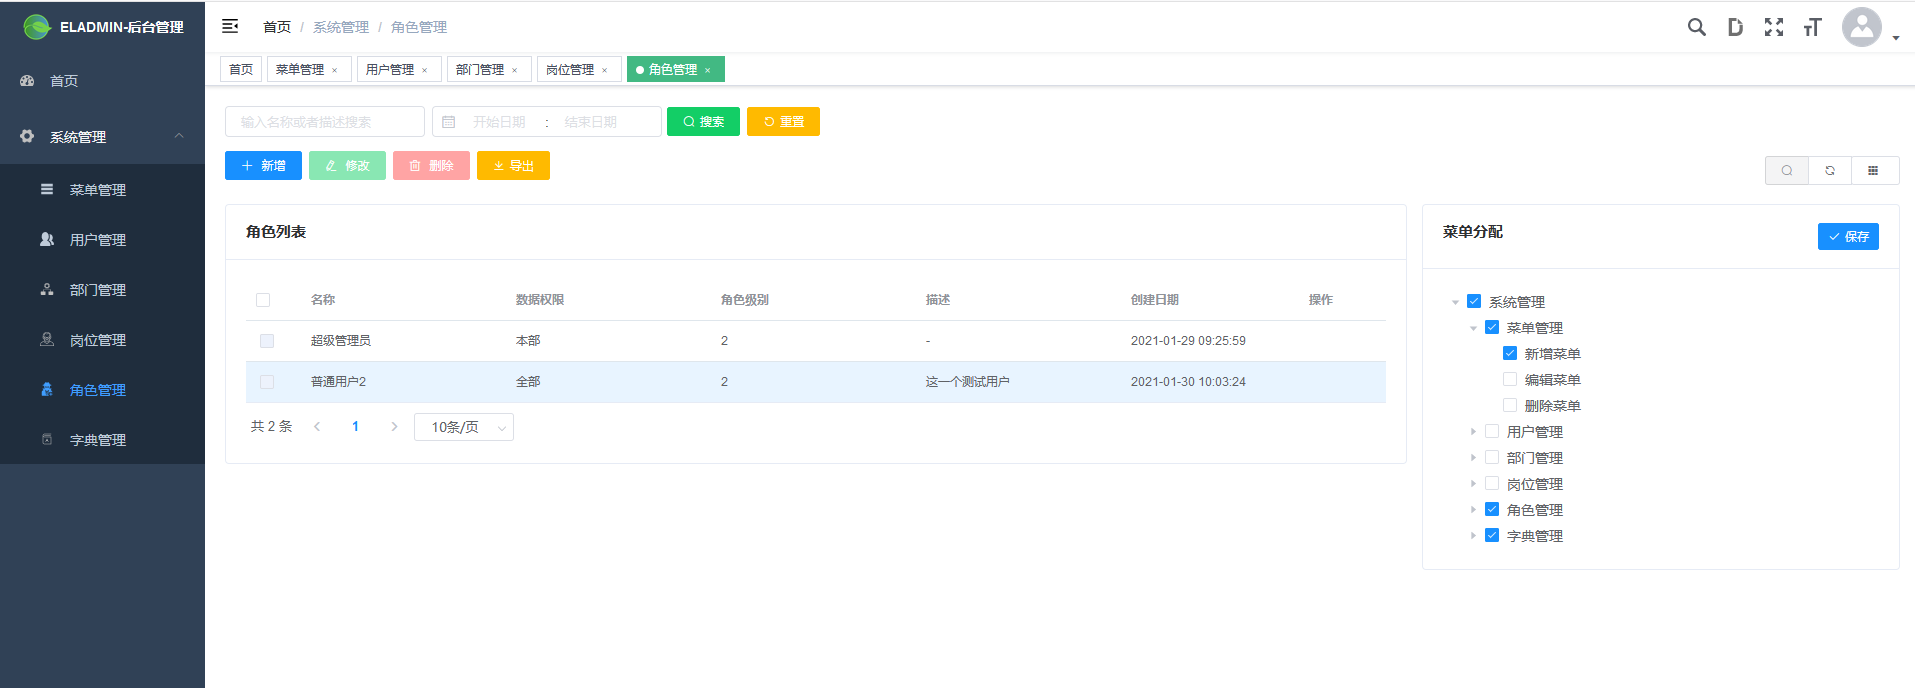 ELADMIN-后台管理
首页
系统管理
菜单管理
用户管理
部门管理
岗位管理
角色管理
字典管理
首页 / 系统管理 / 角色管理
首页 菜单管理 × 用户管理 × 部门管理 × 岗位管理 × 角色管理 ×
输入名称或者描述搜索 开始日期 : 结束日期 搜索 重置
新增 修改 删除 导出
角色列表
名称 数据权限 角色级别 描述 创建日期 操作
超级管理员 本部 2 - 2021-01-29 09:25:59
普通用户2 全部 2 这一个测试用户 2021-01-30 10:03:24
共 2 条 1 10条/页
菜单分配 保存
系统管理
菜单管理
新增菜单
编辑菜单
删除菜单
用户管理
部门管理
岗位管理
角色管理
字典管理